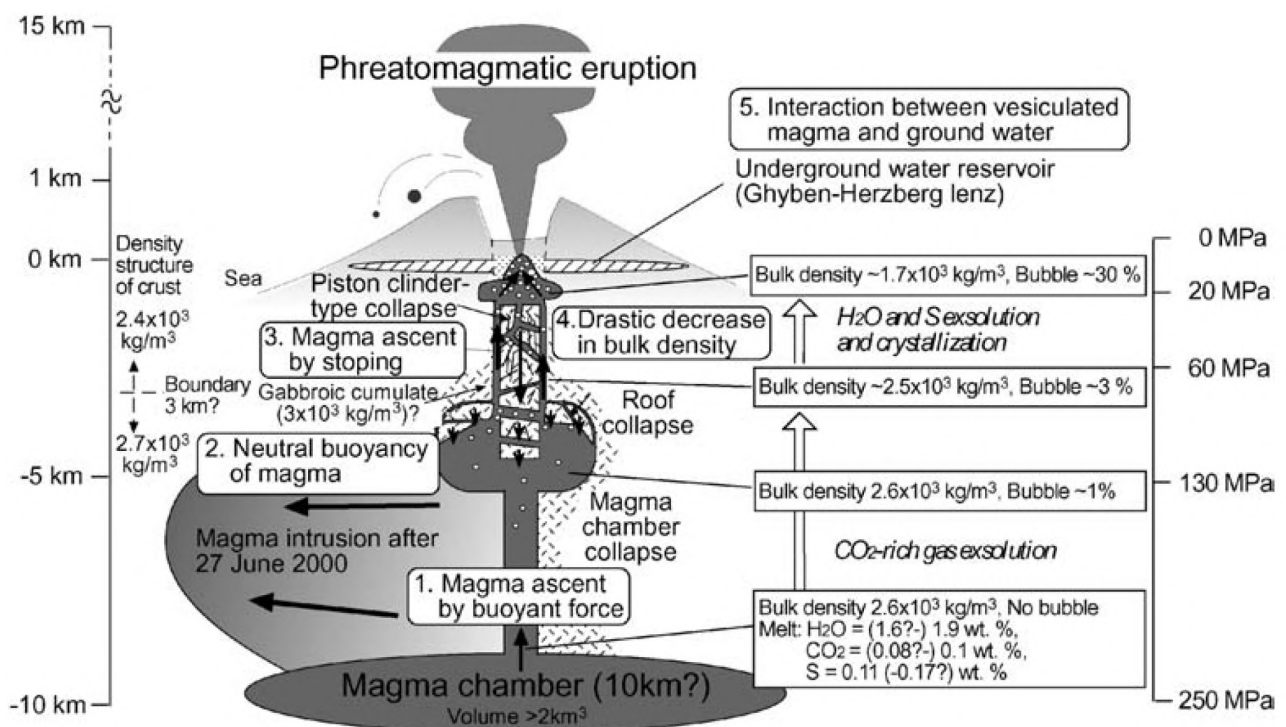 15 km
Phreatomagmatic eruption
5. Interaction between vesiculated
magma and ground water
Underground water reservoir
(Ghyben-Herzberg lenz)
1 km
0 km
Density
structure
of crust
2.4x10³
kg/m³
Boundary
3 km?
2.7x10³
kg/m³
-5 km
-10 km
Sea
Piston clinder-
type collapse
3. Magma ascent
by stoping
Gabbroic cumulate
(3x10³ kg/m³)?
4. Drastic decrease
in bulk density
Roof
collapse
2. Neutral buoyancy
of magma
Magma
chamber
collapse
Magma intrusion after
27 June 2000
1. Magma ascent
by buoyant force
Magma chamber (10km?)
Volume >2km³
0 MPa
Bulk density ~1.7x10³ kg/m³, Bubble ~30 %
20 MPa
H₂O and S exsolution
and crystallization
60 MPa
Bulk density ~2.5x10³ kg/m³, Bubble ~3 %
Bulk density 2.6x10³ kg/m³, Bubble ~1%
130 MPa
CO₂-rich gas exsolution
Bulk density 2.6x10³ kg/m³, No bubble
Melt: H₂O = (1.6?-) 1.9 wt. %,
CO₂ = (0.08?-) 0.1 wt. %,
S = 0.11 (-0.17?) wt. %
250 MPa